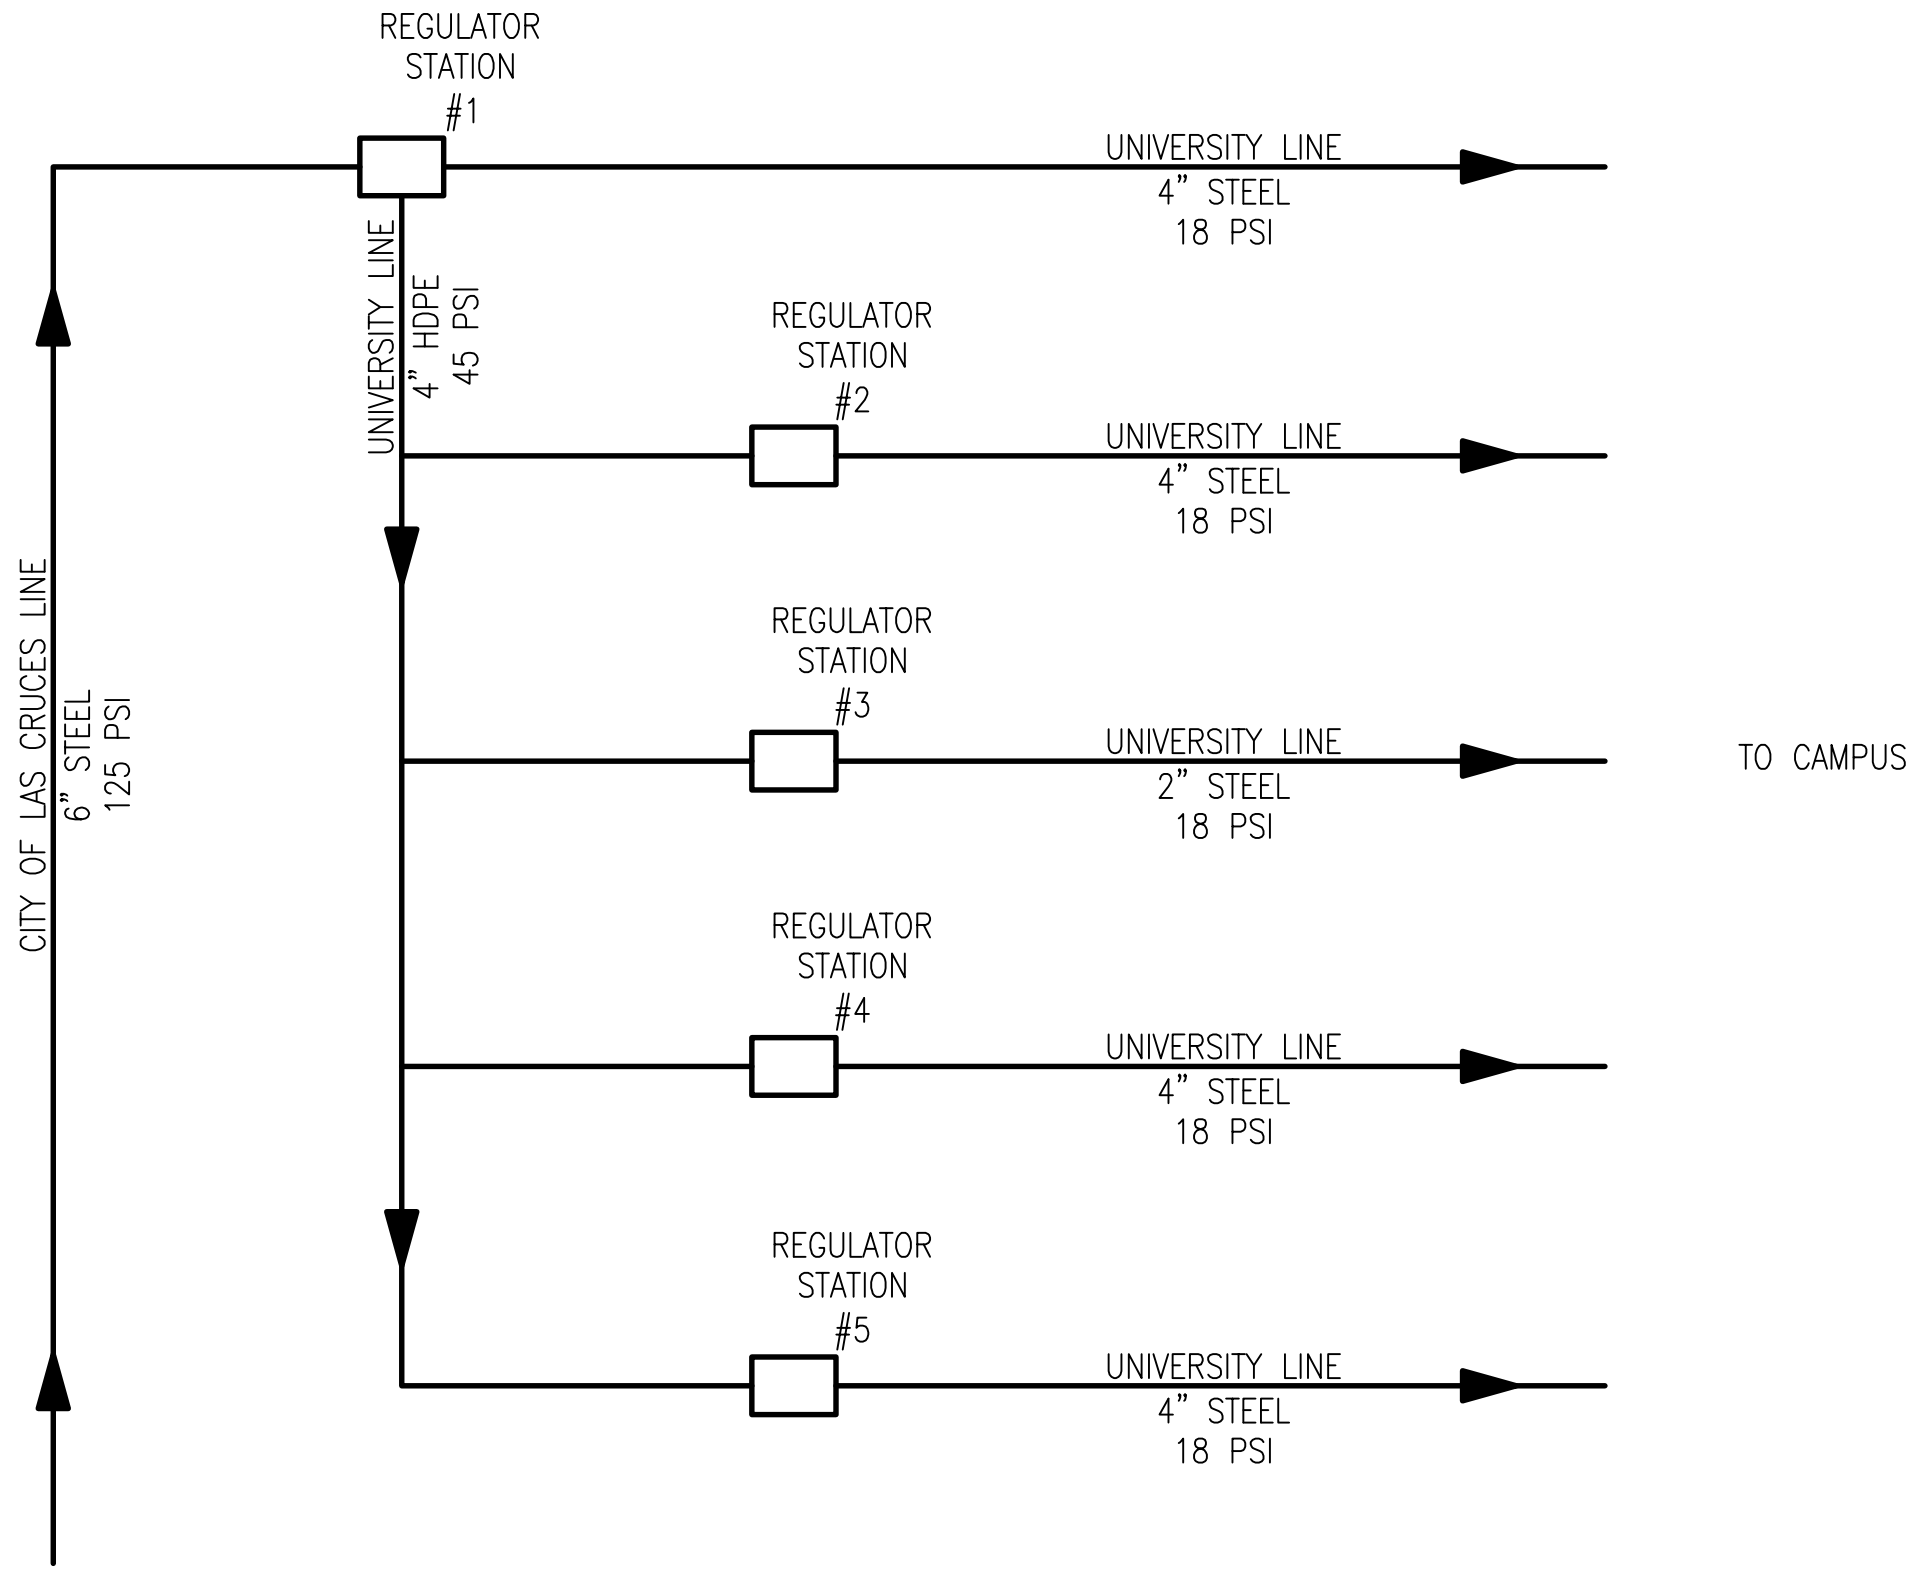 REGULATOR
STATION
#1
UNIVERSITY LINE
4” STEEL
18 PSI
UNIVERSITY LINE
4” HDPE
45 PSI
REGULATOR
STATION
#2
UNIVERSITY LINE
4” STEEL
18 PSI
CITY OF LAS CRUCES LINE
6” STEEL
125 PSI
REGULATOR
STATION
#3
UNIVERSITY LINE
2” STEEL
18 PSI
TO CAMPUS
REGULATOR
STATION
#4
UNIVERSITY LINE
4” STEEL
18 PSI
REGULATOR
STATION
#5
UNIVERSITY LINE
4” STEEL
18 PSI